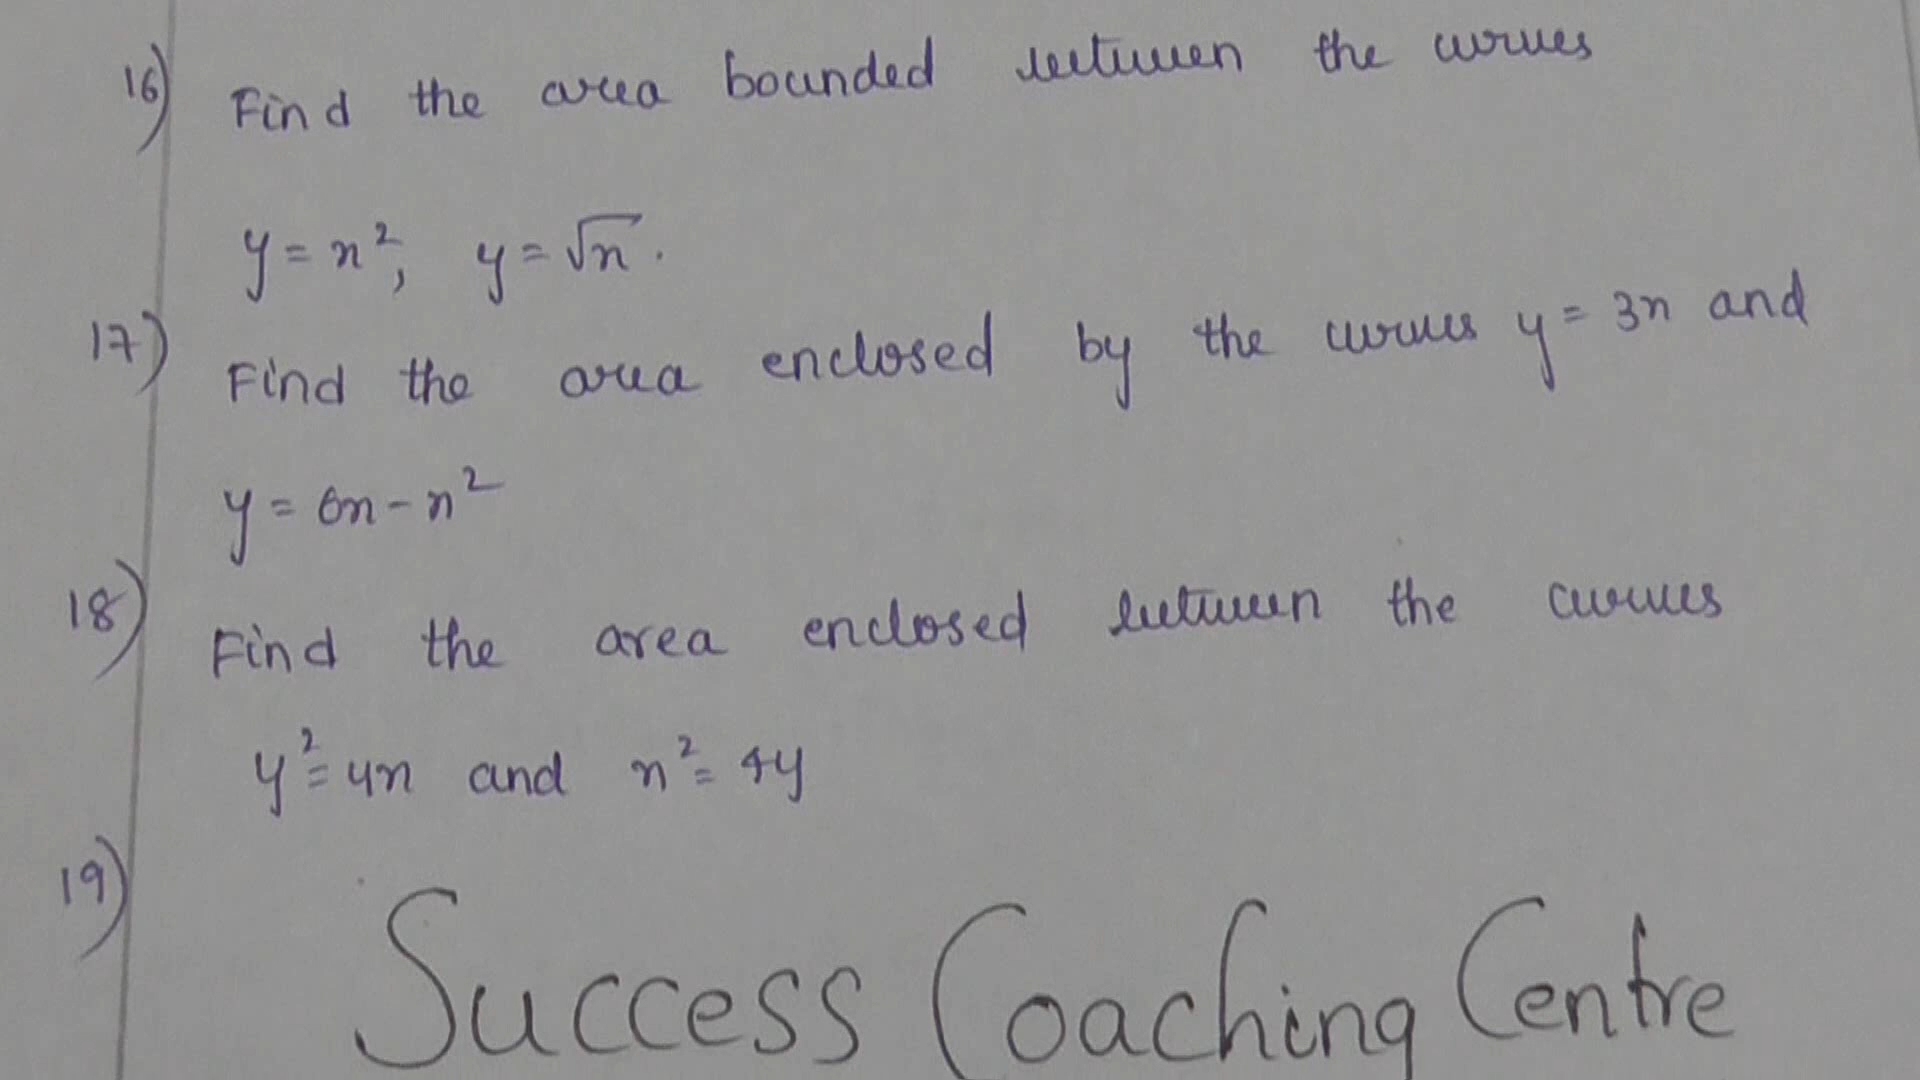 16) Find the area bounded between the curves
y = x², y = √x.
17) Find the area enclosed by the curves y = 3x and
y = 6x - x²
18) Find the area enclosed between the curves
y² = 4x and x² = 4y
19)
Success Coaching Centre